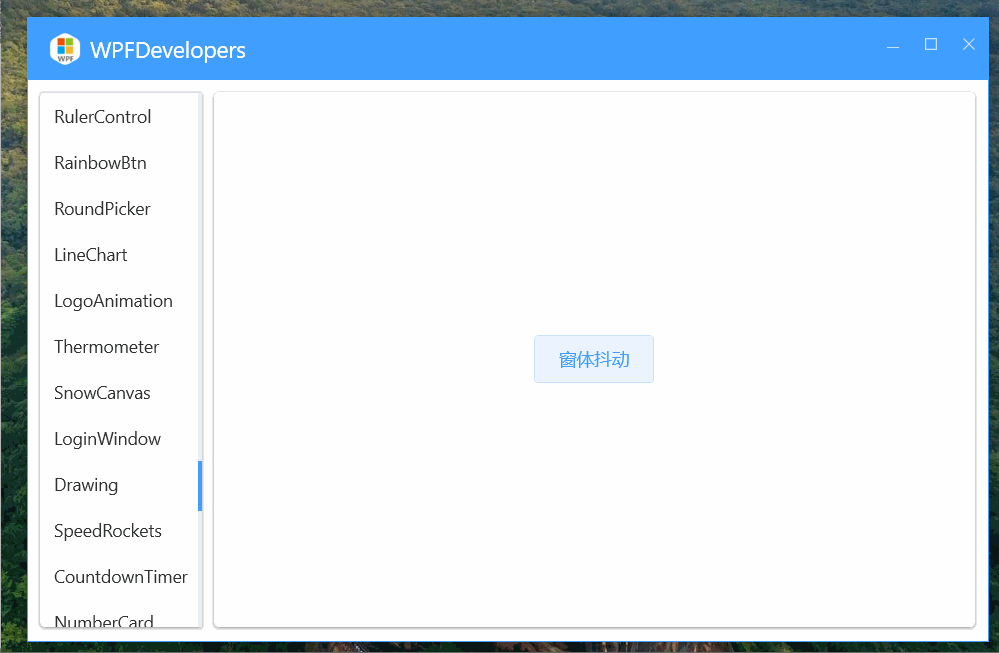 WPF
WPFDevelopers
RulerControl
RainbowBtn
RoundPicker
LineChart
LogoAnimation
Thermometer
SnowCanvas
LoginWindow
Drawing
SpeedRockets
CountdownTimer
NumberCard
窗体抖动